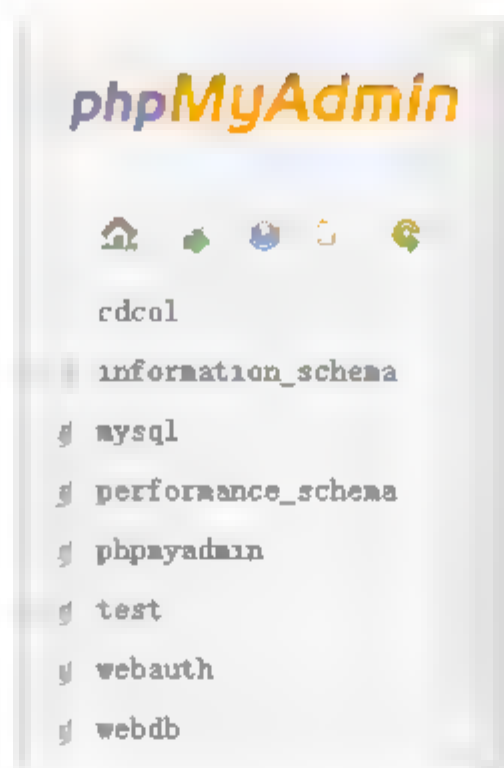 phpMyAdmin
cdcol
information_schema
mysql
performance_schema
phpmyadmin
test
webauth
webdb